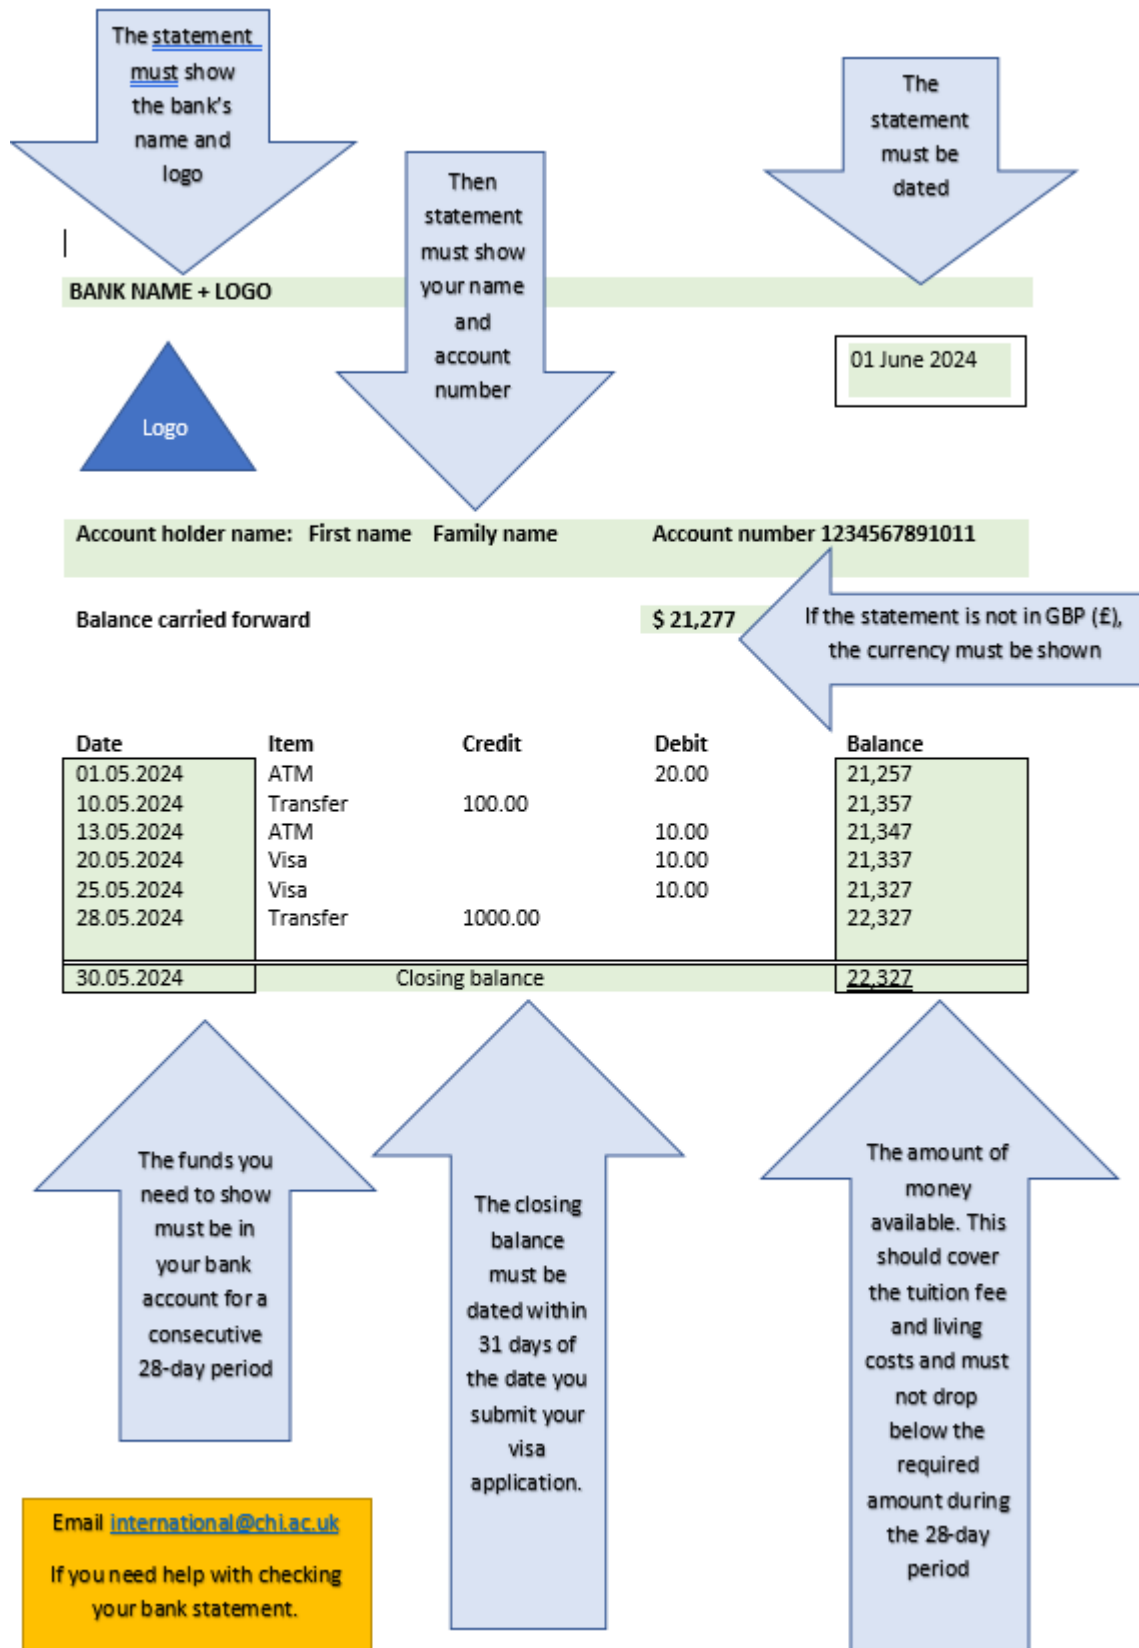 The statement
must show
the bank's
name and
logo
The
statement
must be
dated
Then
statement
must show
your name
and
account
number
BANK NAME + LOGO
01 June 2024
Logo
Account holder name: First name Family name Account number 1234567891011
Balance carried forward $ 21,277
If the statement is not in GBP (£),
the currency must be shown
Date Item Credit Debit Balance
01.05.2024 ATM 20.00 21,257
10.05.2024 Transfer 100.00 21,357
13.05.2024 ATM 10.00 21,347
20.05.2024 Visa 10.00 21,337
25.05.2024 Visa 10.00 21,327
28.05.2024 Transfer 1000.00 22,327
30.05.2024 Closing balance 22,327
The funds you
need to show
must be in
your bank
account for a
consecutive
28-day period
The closing
balance
must be
dated within
31 days of
the date you
submit your
visa
application.
The amount of
money
available. This
should cover
the tuition fee
and living
costs and must
not drop
below the
required
amount during
the 28-day
period
Email international@chi.ac.uk
If you need help with checking
your bank statement.